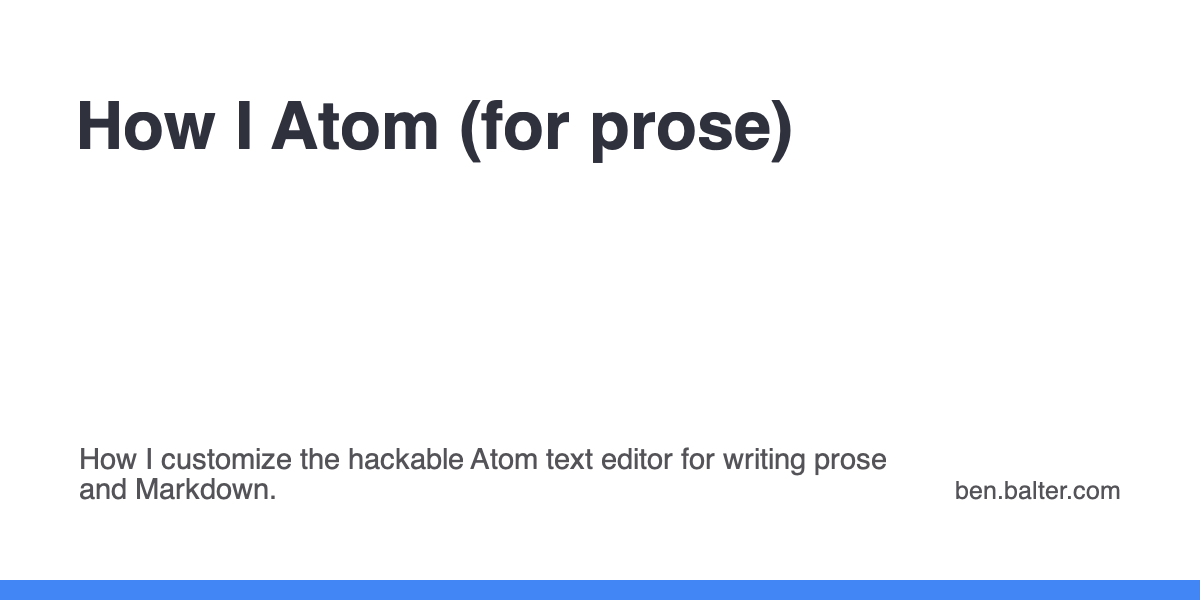 How I Atom (for prose)
How I customize the hackable Atom text editor for writing prose
and Markdown.
ben.balter.com